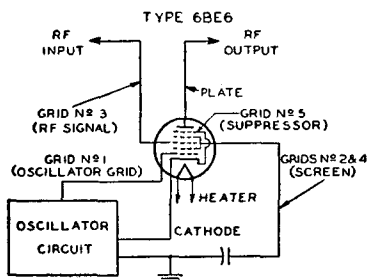 TYPE 6BE6
RF
INPUT
RF
OUTPUT
PLATE
GRID Nº 3
(RF SIGNAL)
GRID Nº 5
(SUPPRESSOR)
GRID Nº 1
(OSCILLATOR GRID)
GRIDS Nº 2 & 4
(SCREEN)
HEATER
CATHODE
OSCILLATOR
CIRCUIT